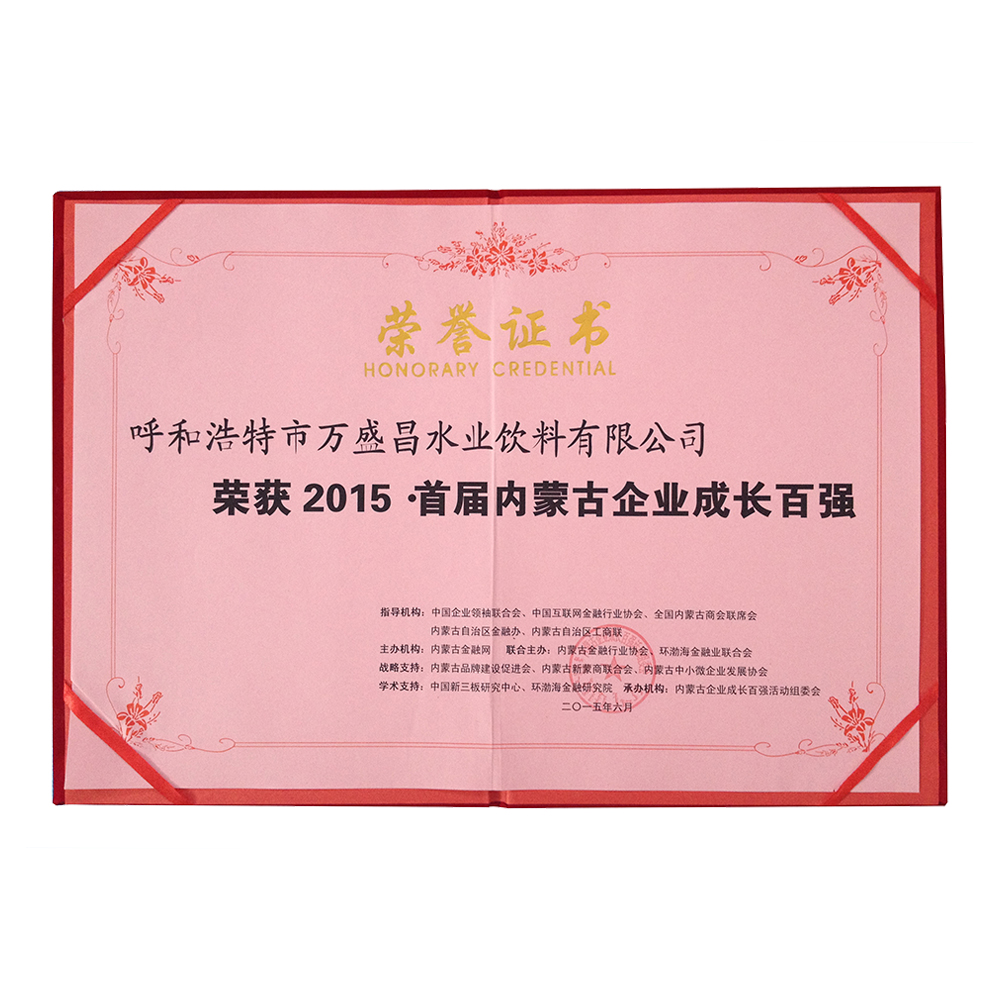 荣誉证书
HONORARY CREDENTIAL
呼和浩特市万盛昌水业饮料有限公司
荣获 2015 ·首届内蒙古企业成长百强
指导机构：中国企业领袖联合会、中国互联网金融行业协会、全国内蒙古商会联席会
内蒙古自治区金融办、内蒙古自治区工商联
主办机构：内蒙古金融网 联合主办：内蒙古金融行业协会、环渤海金融业联合会
战略支持：内蒙古品牌建设促进会、内蒙古新蒙商联合会、内蒙古中小微企业发展协会
学术支持：中国新三板研究中心、环渤海金融研究院 承办机构：内蒙古企业成长百强活动组委会
二〇一五年六月